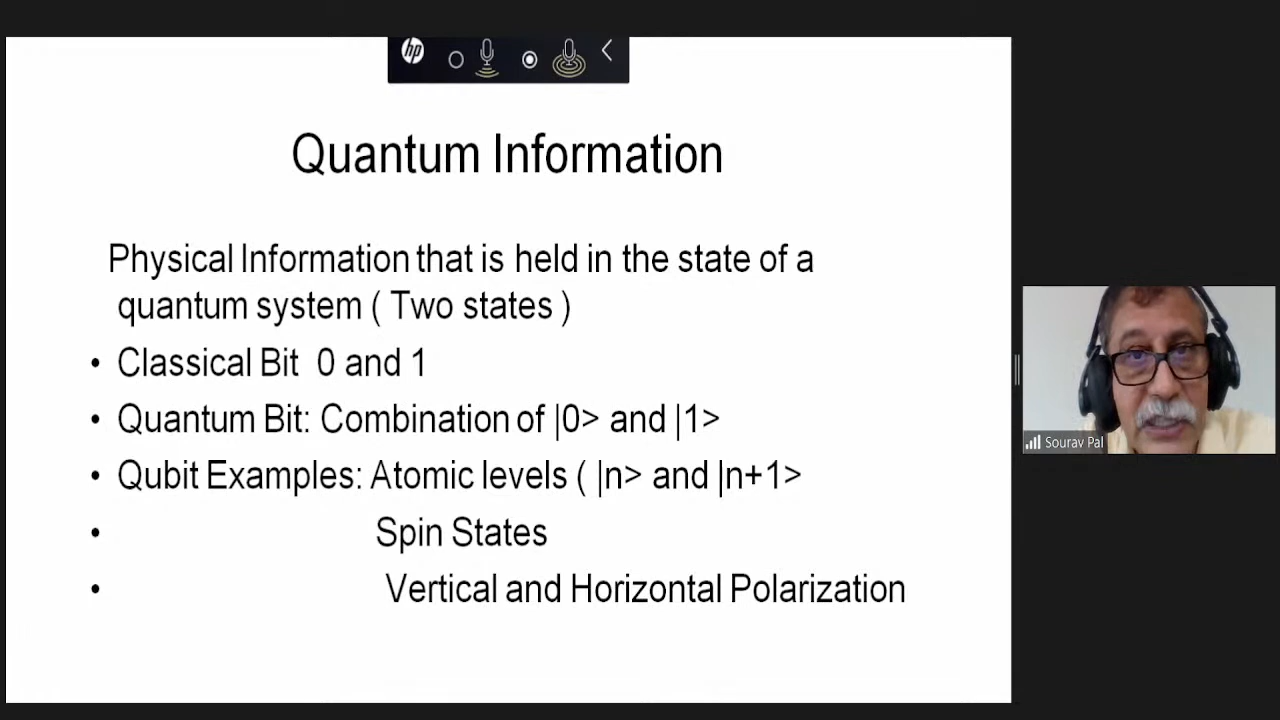 hp
Quantum Information
Physical Information that is held in the state of a
quantum system ( Two states )
• Classical Bit 0 and 1
• Quantum Bit: Combination of |0> and |1>
• Qubit Examples: Atomic levels ( |n> and |n+1>
• Spin States
• Vertical and Horizontal Polarization
Sourav Pal